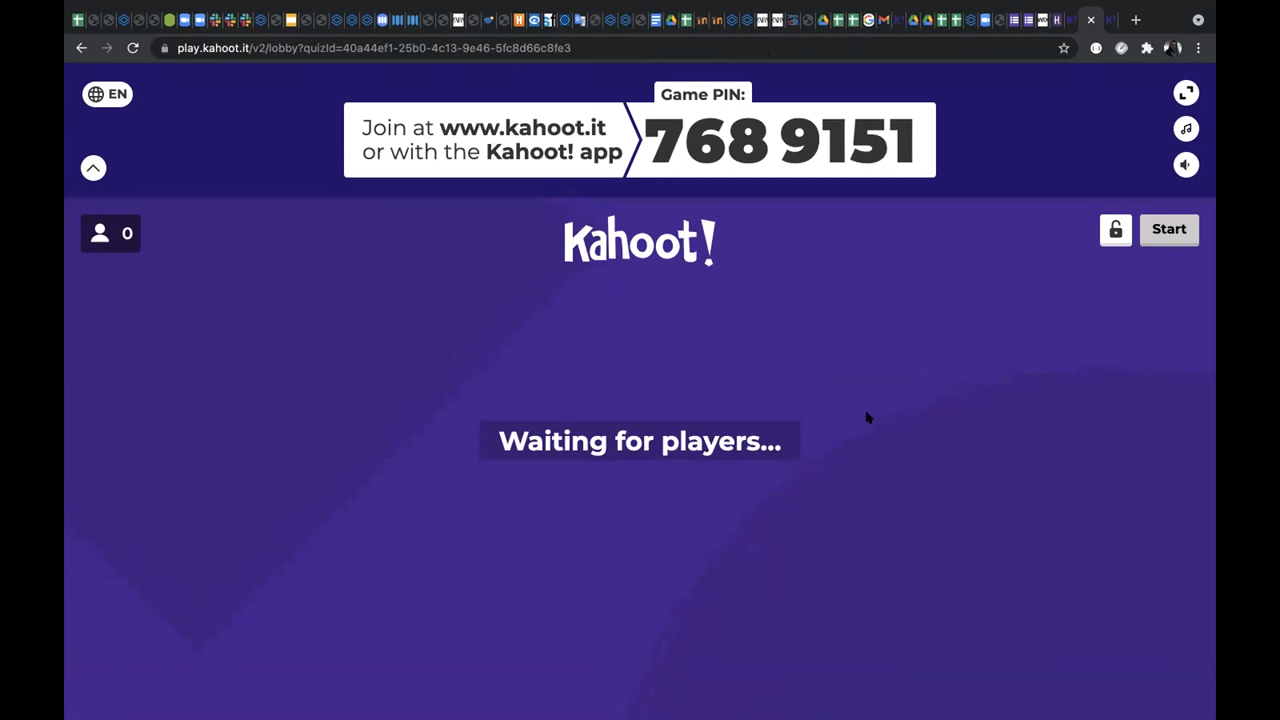 play.kahoot.it/v2/lobby?quizId=40a44ef1-25b0-4c13-9e46-5fc8d66c8fe3
EN
Game PIN:
Join at www.kahoot.it
or with the Kahoot! app
768 9151
0
Kahoot!
Start
Waiting for players...